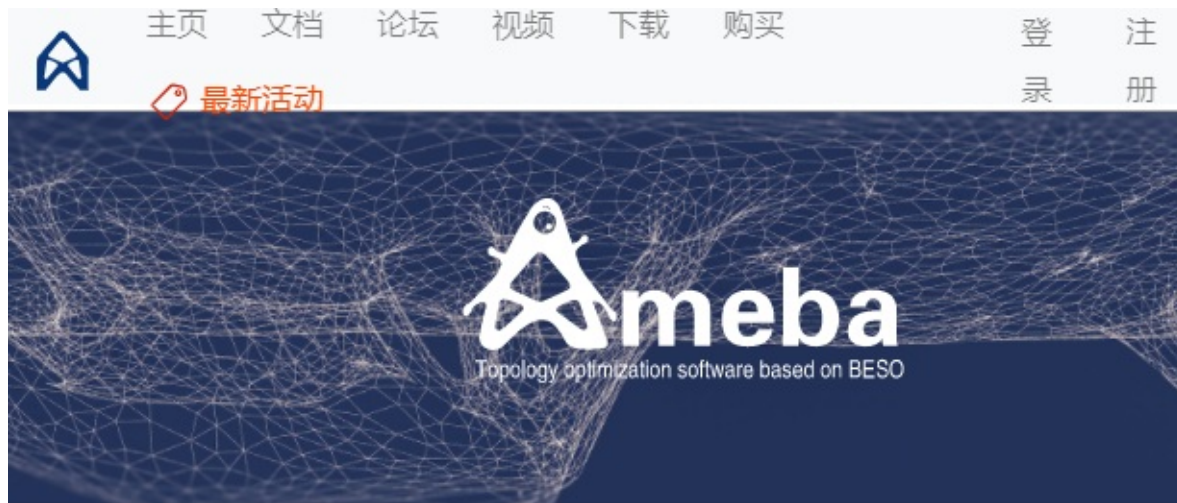 主页 文档 论坛 视频 下载 购买 登录 注册
最新活动
Ameba
Topology optimization software based on BESO